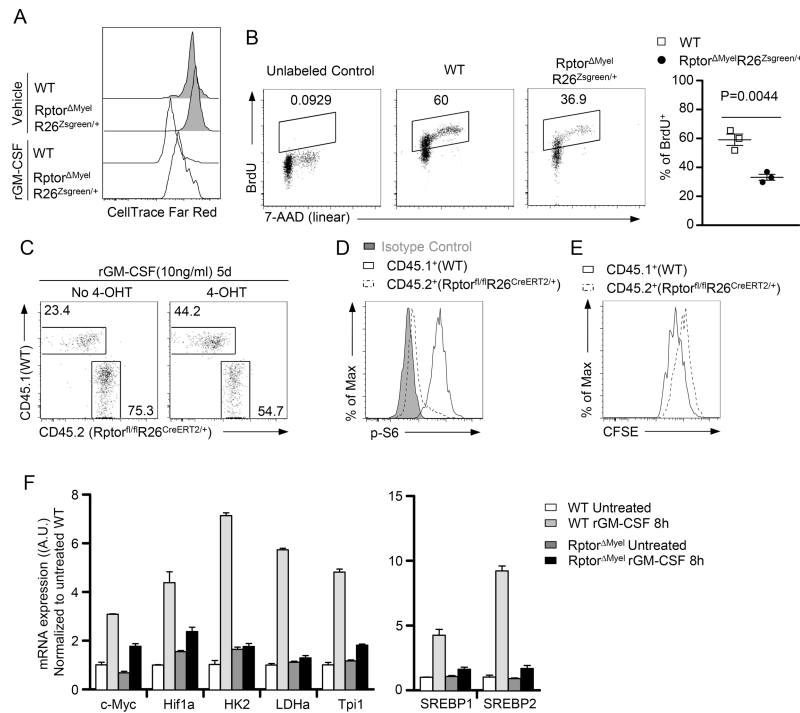 A
Vehicle
WT
Rptor^ΔMyel
R26^Zsgreen/+
rGM-CSF
WT
Rptor^ΔMyel
R26^Zsgreen/+
CellTrace Far Red
B
Unlabeled Control
WT
Rptor^ΔMyel
R26^Zsgreen/+
0.0929
60
36.9
BrdU
7-AAD (linear)
WT
Rptor^ΔMyel R26^Zsgreen/+
P=0.0044
% of BrdU^+
100
80
60
40
20
0
C
rGM-CSF(10ng/ml) 5d
No 4-OHT
4-OHT
23.4
44.2
75.3
54.7
CD45.1(WT)
CD45.2 (Rptor^fl/fl R26^CreERT2/+)
D
Isotype Control
CD45.1^+(WT)
CD45.2^+(Rptor^fl/fl R26^CreERT2/+)
% of Max
p-S6
E
CD45.1^+(WT)
CD45.2^+(Rptor^fl/fl R26^CreERT2/+)
% of Max
CFSE
F
mRNA expression ((A.U.)
Normalized to untreated WT
8
6
4
2
0
c-Myc Hif1a HK2 LDHa Tpi1
15
10
5
0
SREBP1 SREBP2
WT Untreated
WT rGM-CSF 8h
Rptor^ΔMyel Untreated
Rptor^ΔMyel rGM-CSF 8h